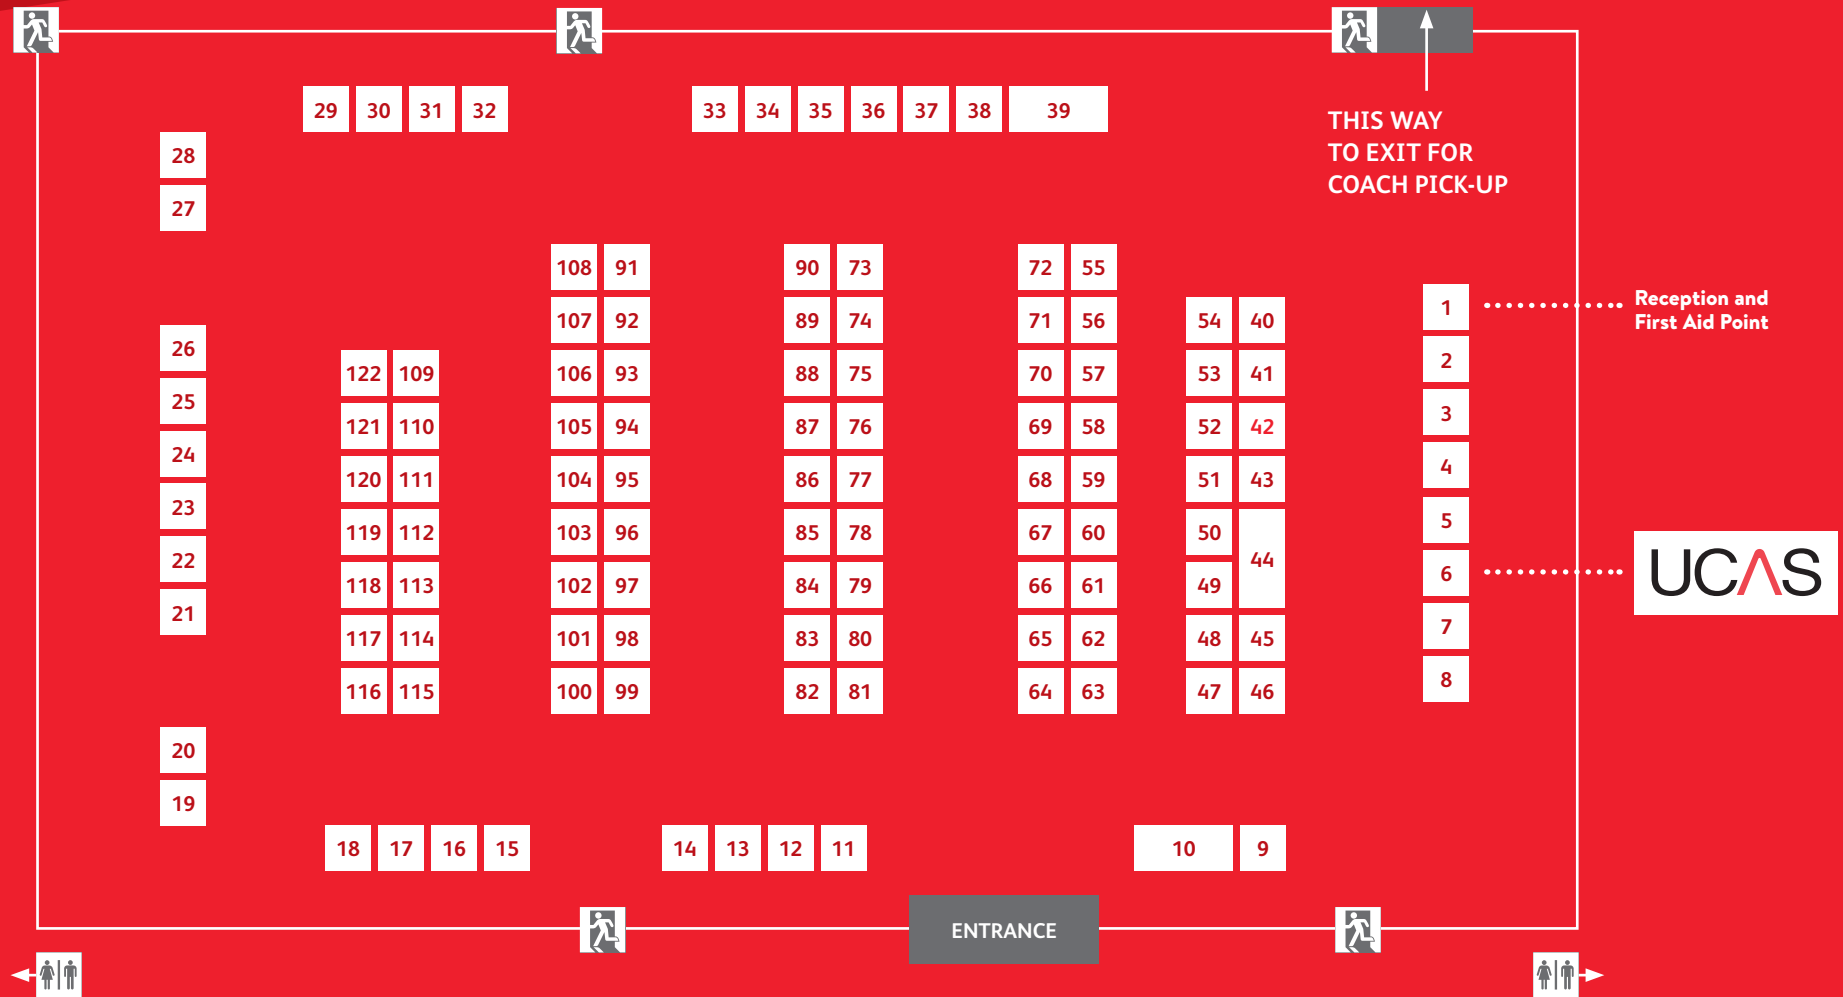 29 30 31 32 33 34 35 36 37 38 39
THIS WAY
TO EXIT FOR
COACH PICK-UP
28
27
108 91 90 73 72 55
1 Reception and
First Aid Point
107 92 89 74 71 56 54 40
26
2
122 109 106 93 88 75 70 57 53 41
25
3
121 110 105 94 87 76 69 58 52 42
24
4
120 111 104 95 86 77 68 59 51 43
23
5
119 112 103 96 85 78 67 60 50
44
22
6 UCAS
118 113 102 97 84 79 66 61 49
21
7
117 114 101 98 83 80 65 62 48 45
8
116 115 100 99 82 81 64 63 47 46
20
19
18 17 16 15 14 13 12 11 10 9
ENTRANCE